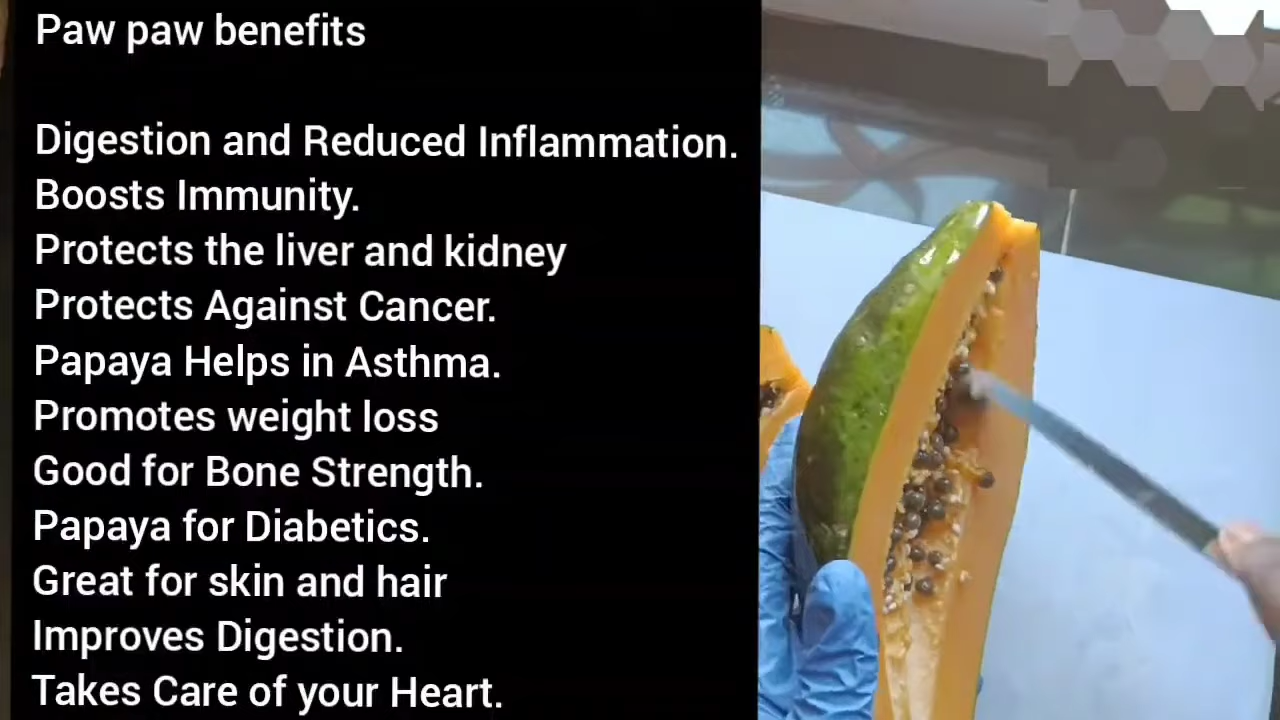 Paw paw benefits
Digestion and Reduced Inflammation.
Boosts Immunity.
Protects the liver and kidney
Protects Against Cancer.
Papaya Helps in Asthma.
Promotes weight loss
Good for Bone Strength.
Papaya for Diabetics.
Great for skin and hair
Improves Digestion.
Takes Care of your Heart.